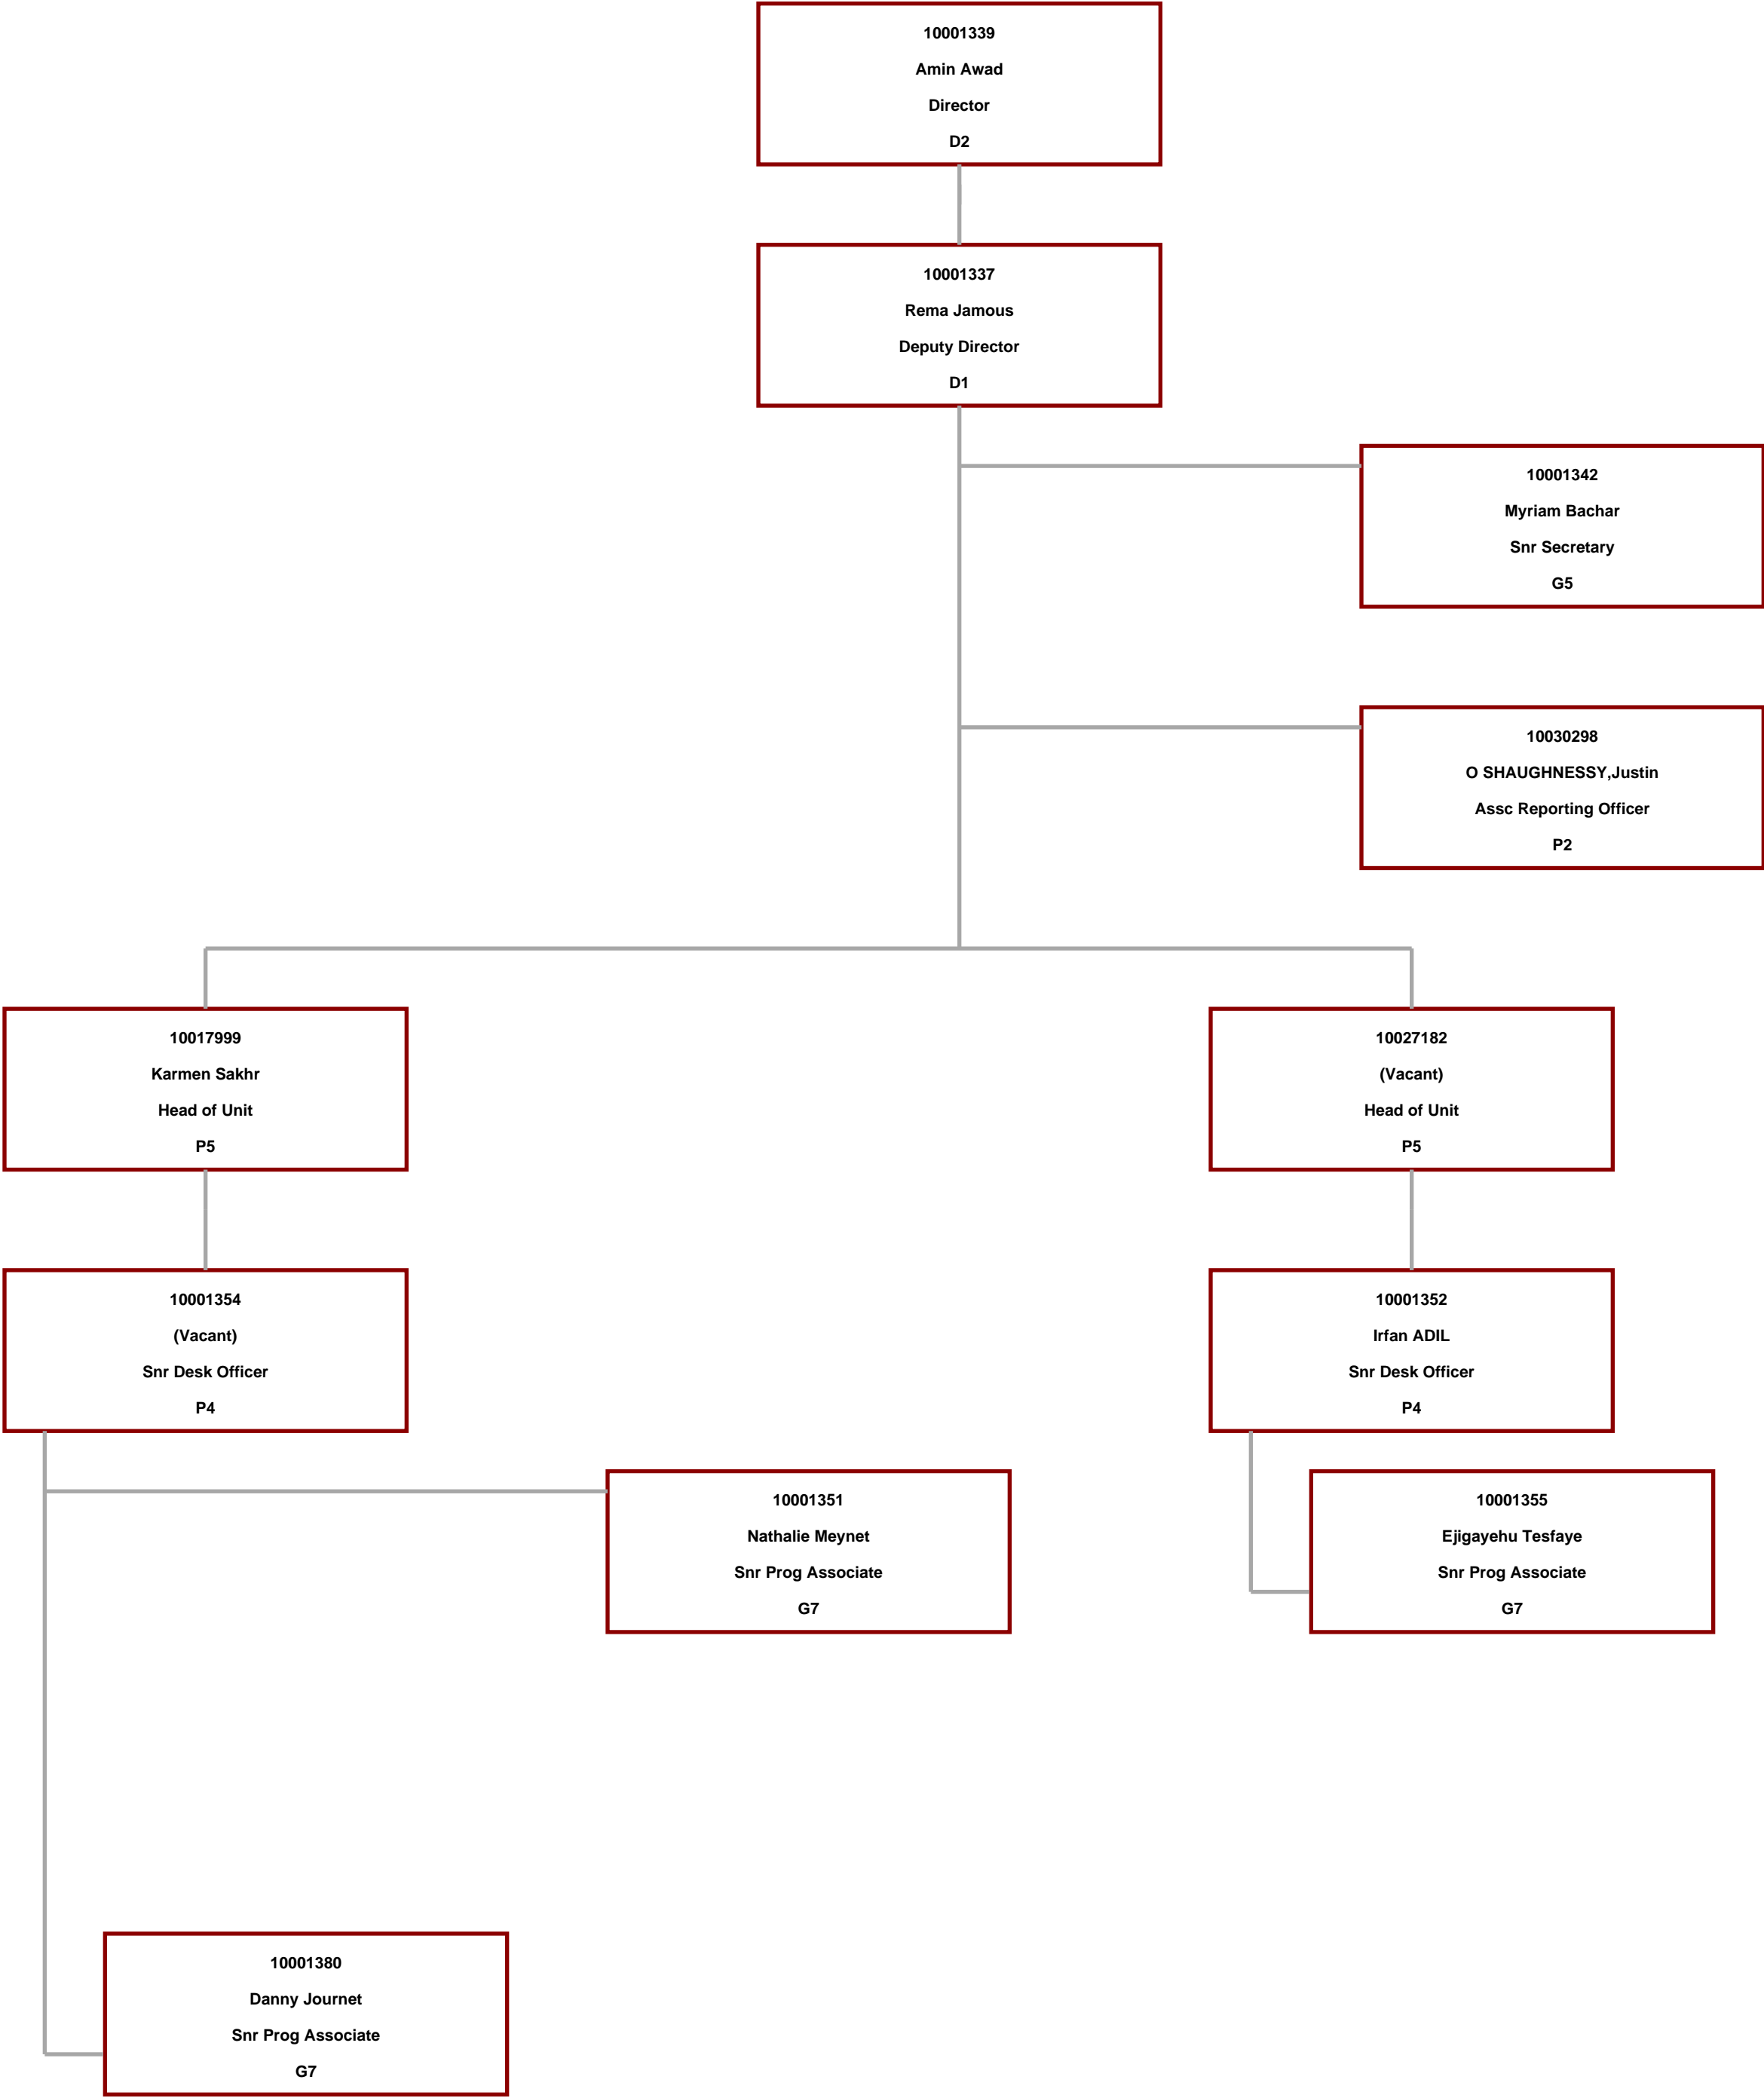 10001339
Amin Awad
Director
D2
10001337
Rema Jamous
Deputy Director
D1
10001342
Myriam Bachar
Snr Secretary
G5
10030298
O SHAUGHNESSY,Justin
Assc Reporting Officer
P2
10017999
Karmen Sakhr
Head of Unit
P5
10027182
(Vacant)
Head of Unit
P5
10001354
(Vacant)
Snr Desk Officer
P4
10001352
Irfan ADIL
Snr Desk Officer
P4
10001351
Nathalie Meynet
Snr Prog Associate
G7
10001355
Ejigayehu Tesfaye
Snr Prog Associate
G7
10001380
Danny Journet
Snr Prog Associate
G7